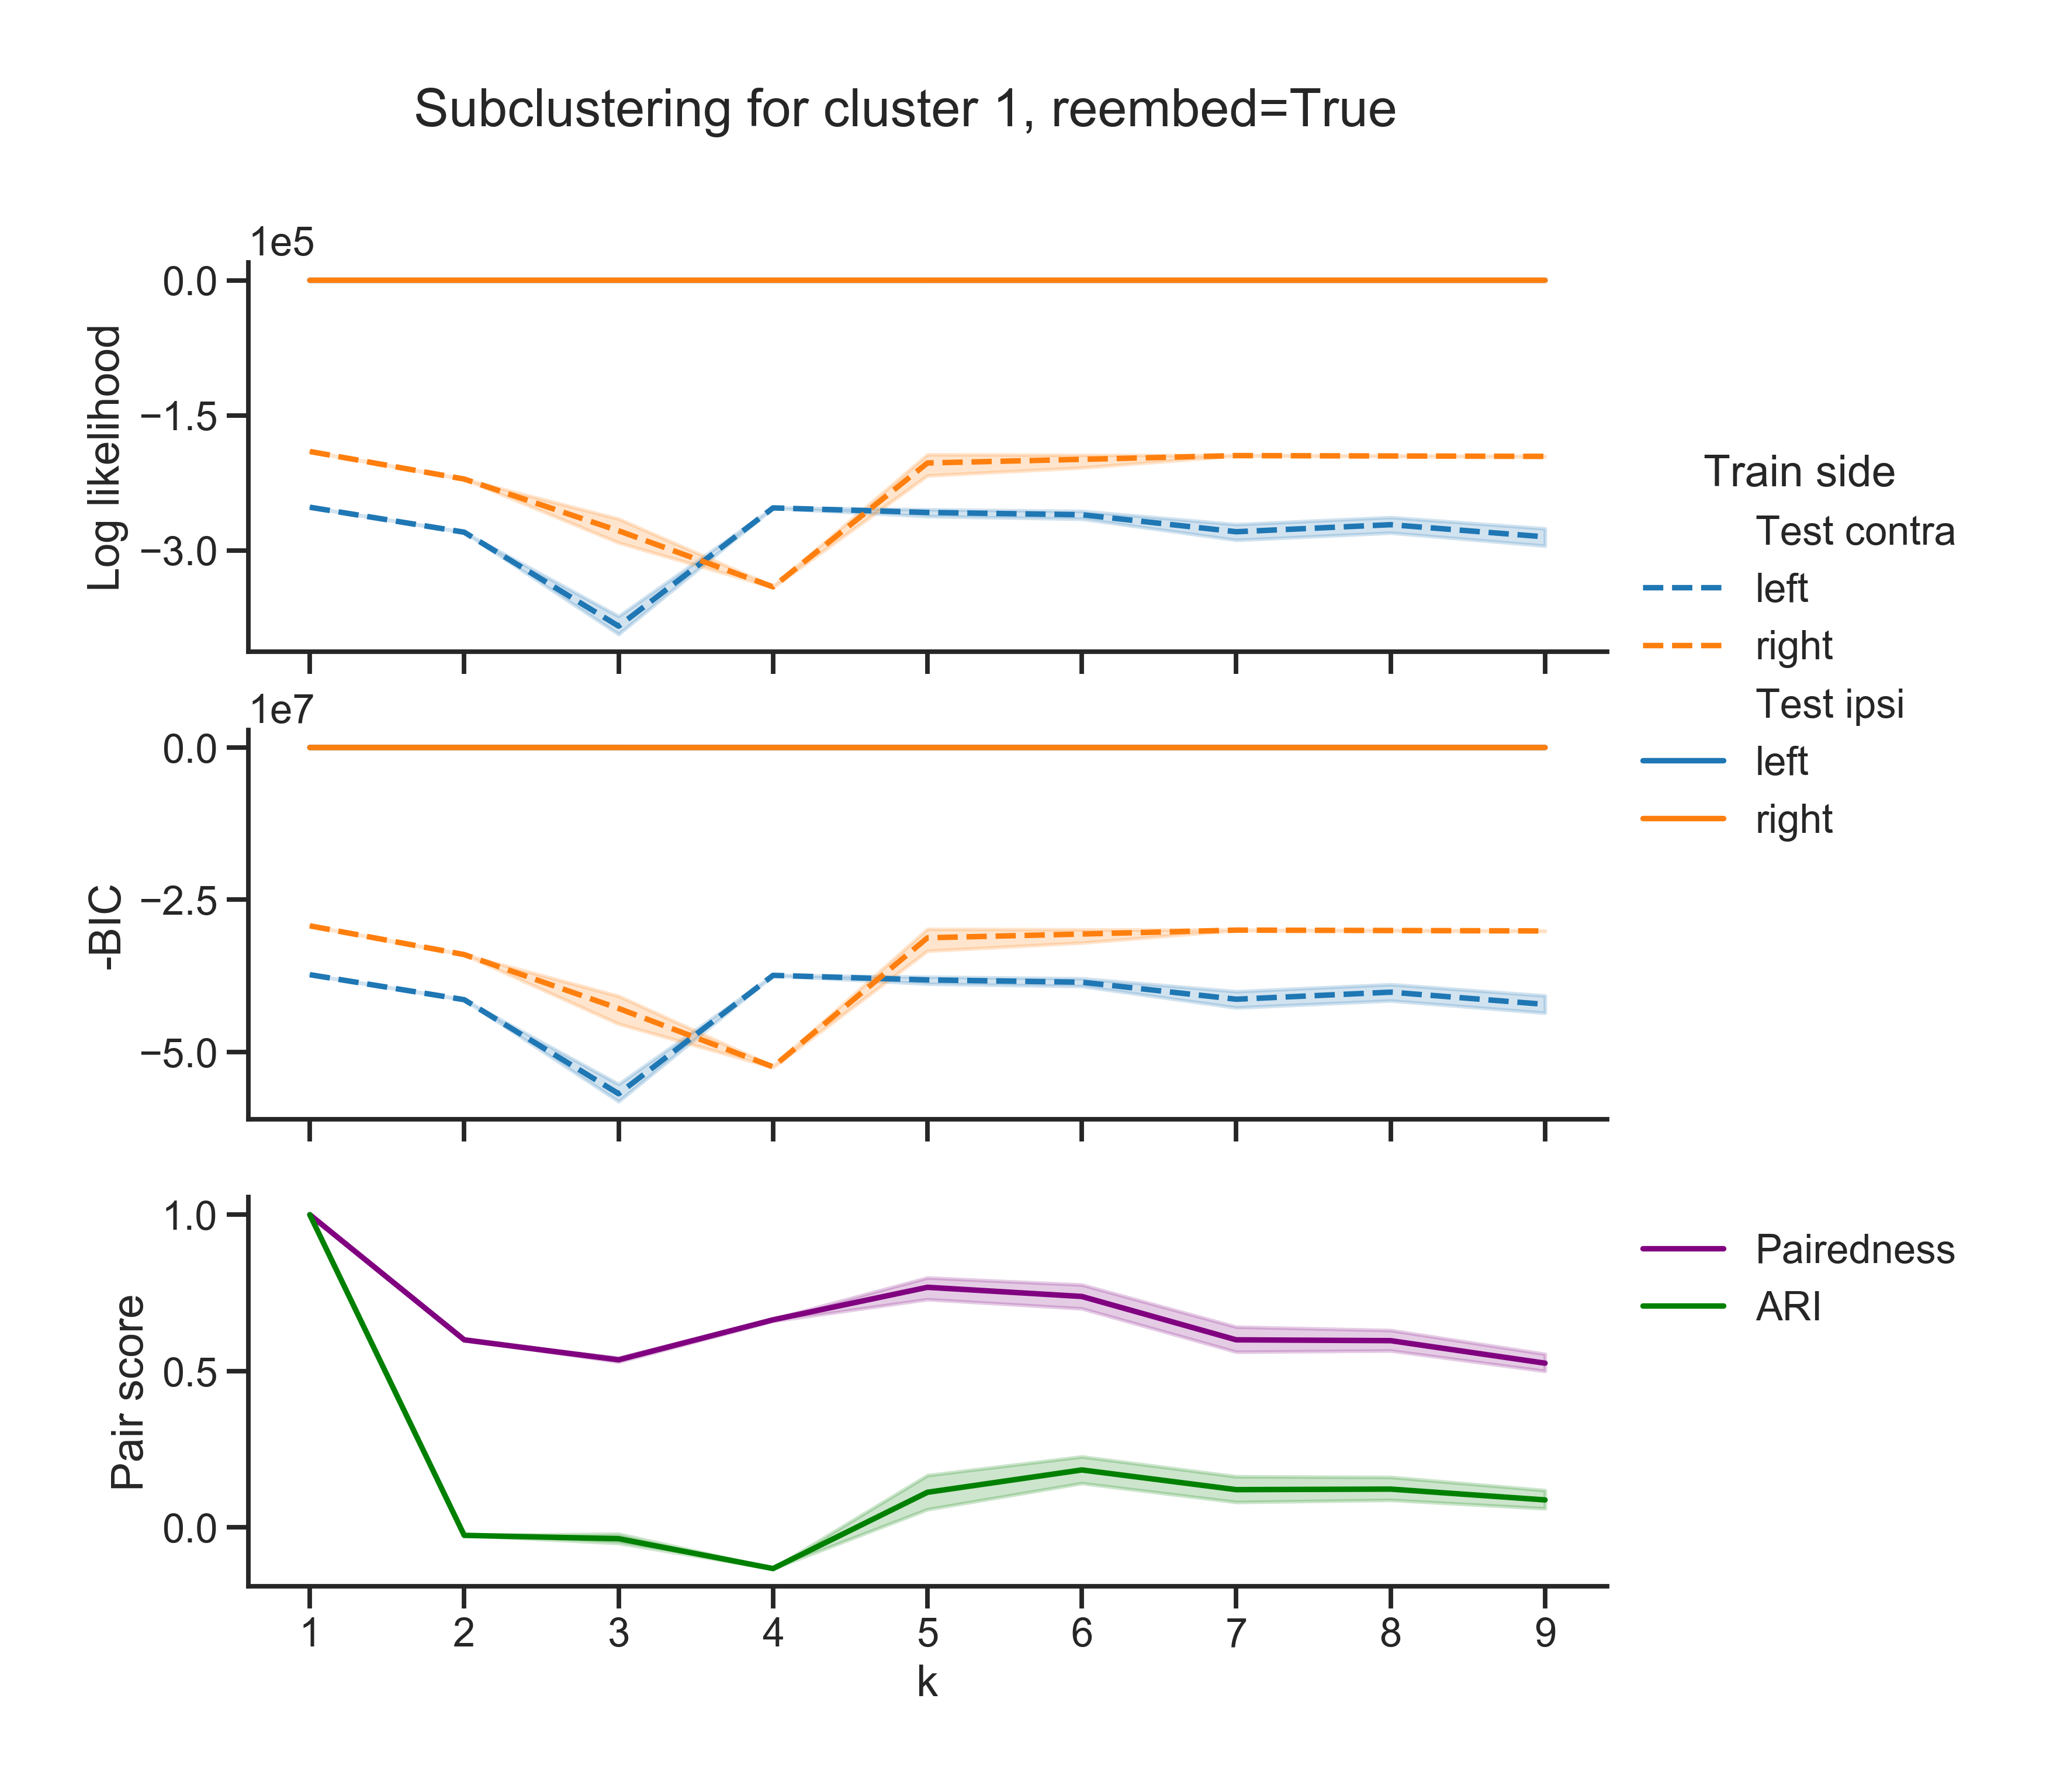 Subclustering for cluster 1, reembed=True
1e5
0.0
−1.5
−3.0
Log likelihood
Train side
Test contra
left
right
Test ipsi
left
right
1e7
0.0
−2.5
−5.0
-BIC
1.0
0.5
0.0
Pair score
Pairedness
ARI
1 2 3 4 5 6 7 8 9
k